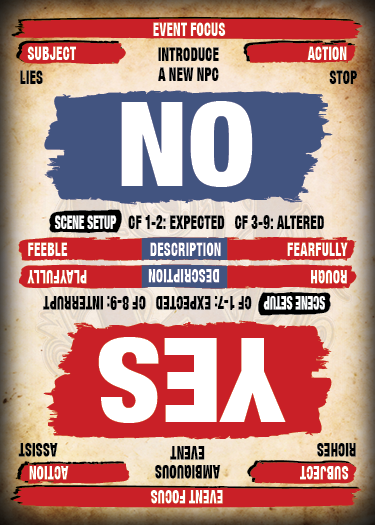 EVENT FOCUS
SUBJECT INTRODUCE ACTION
LIES A NEW NPC STOP
NO
SCENE SETUP CF 1-2: EXPECTED CF 3-9: ALTERED
FEEBLE DESCRIPTION FEARFULLY
ROUGH DESCRIPTION PLAYFULLY
SCENE SETUP CF 1-7: EXPECTED CF 8-9: INTERRUPT
YES
RICHES EVENT ASSIST
SUBJECT AMBIGUOUS ACTION
EVENT FOCUS